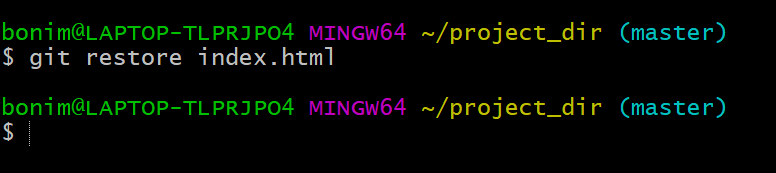 bonim@LAPTOP-TLPRJPO4 MINGW64 ~/project_dir (master)
$ git restore index.html
bonim@LAPTOP-TLPRJPO4 MINGW64 ~/project_dir (master)
$